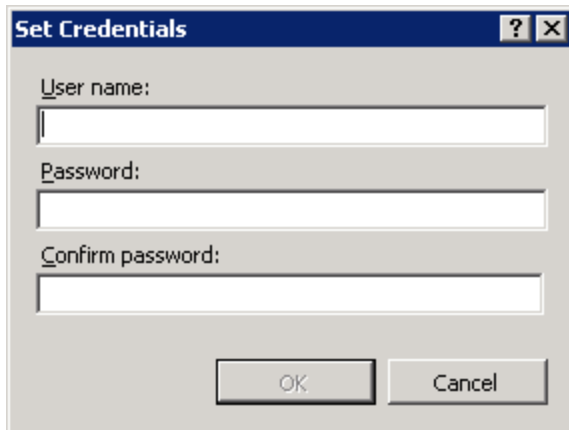 Set Credentials
User name:
Password:
Confirm password:
OK Cancel